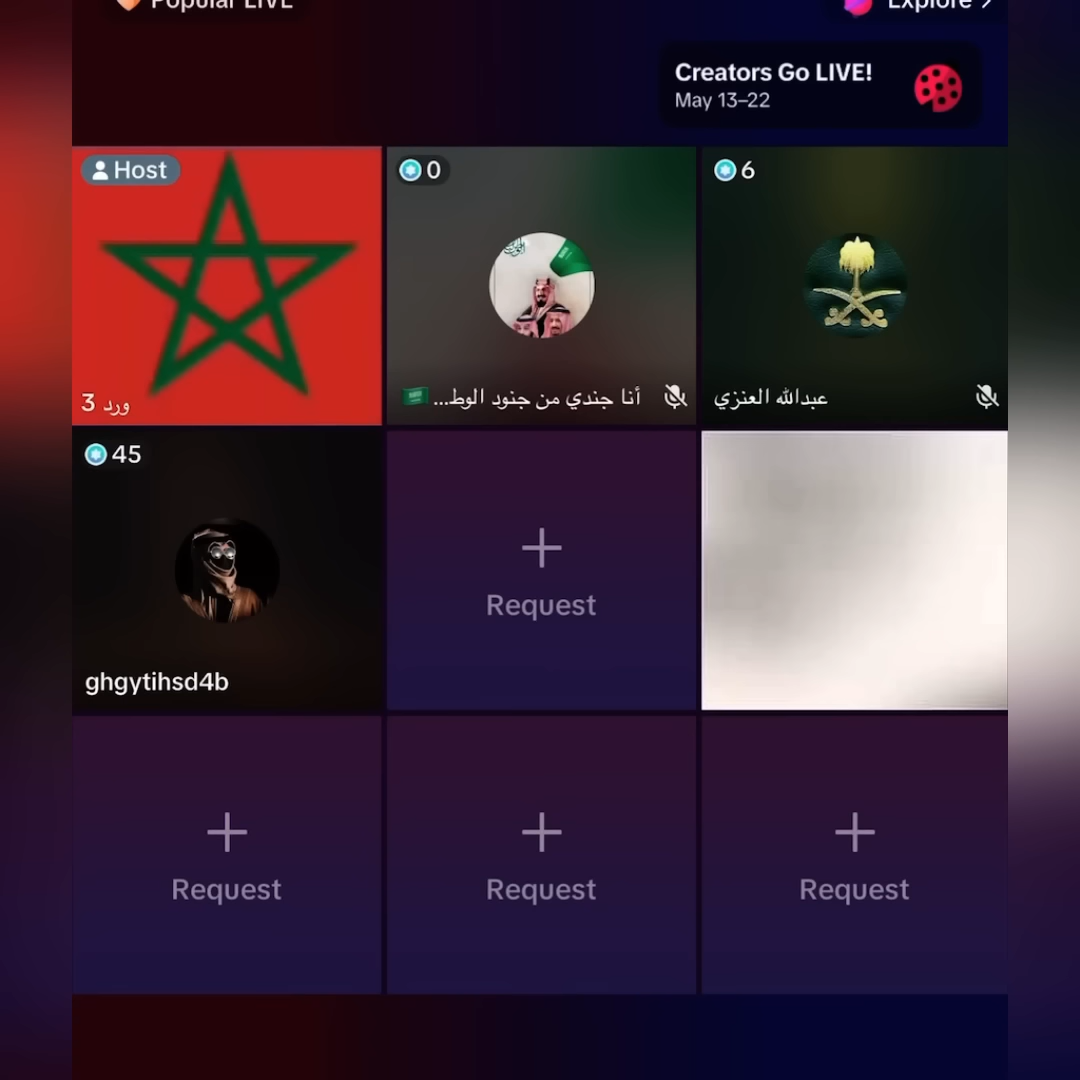 Popular LIVE
Explore >
Creators Go LIVE!
May 13–22
Host
0
6
ورد 3
أنا جندي من جنود الوط...
عبدالله العنزي
45
Request
ghgytihsd4b
Request
Request
Request